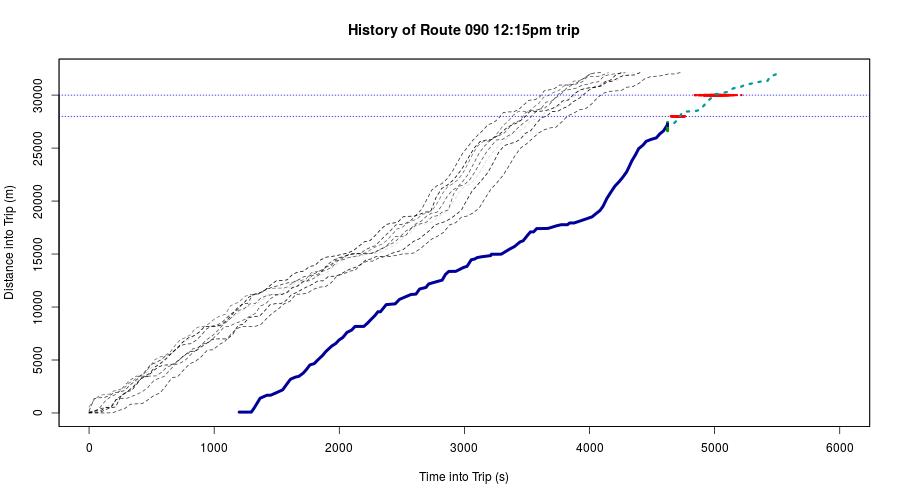 History of Route 090 12:15pm trip
Distance into Trip (m)
30000
25000
20000
15000
10000
5000
0
0 1000 2000 3000 4000 5000 6000
Time into Trip (s)